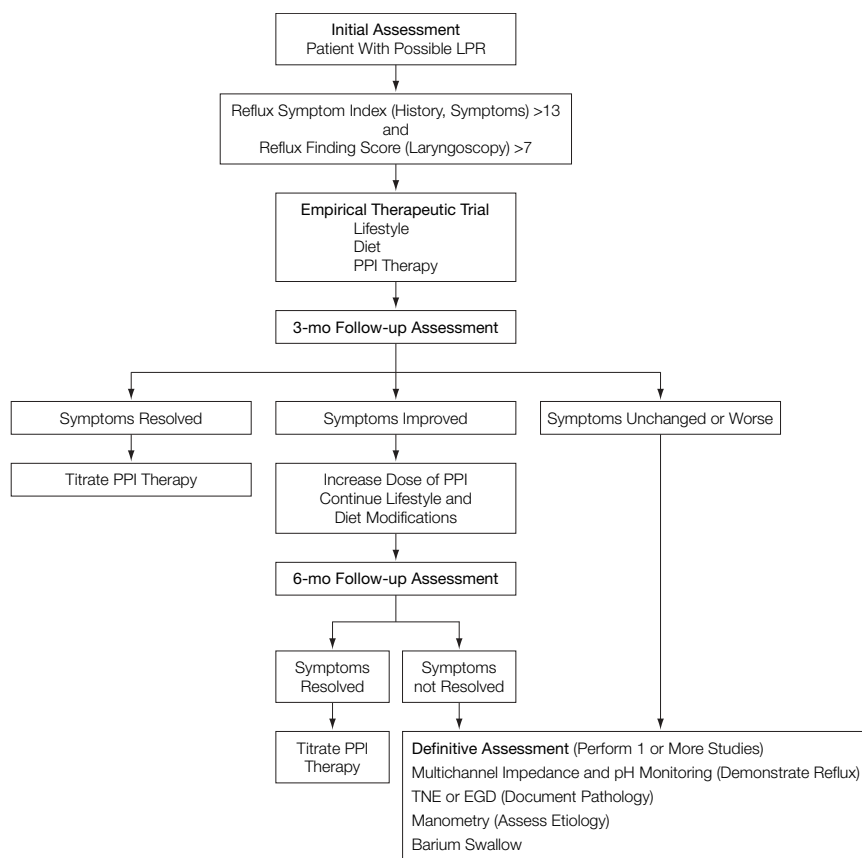 Initial Assessment
Patient With Possible LPR
Reflux Symptom Index (History, Symptoms) >13
and
Reflux Finding Score (Laryngoscopy) >7
Empirical Therapeutic Trial
Lifestyle
Diet
PPI Therapy
3-mo Follow-up Assessment
Symptoms Resolved
Symptoms Improved
Symptoms Unchanged or Worse
Titrate PPI Therapy
Increase Dose of PPI
Continue Lifestyle and
Diet Modifications
6-mo Follow-up Assessment
Symptoms
Resolved
Symptoms
not Resolved
Titrate PPI
Therapy
Definitive Assessment (Perform 1 or More Studies)
Multichannel Impedance and pH Monitoring (Demonstrate Reflux)
TNE or EGD (Document Pathology)
Manometry (Assess Etiology)
Barium Swallow